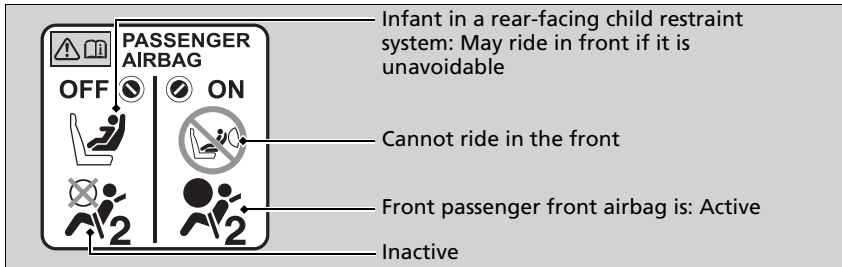 PASSENGER
AIRBAG
OFF ON
2 2
Infant in a rear-facing child restraint
system: May ride in front if it is
unavoidable
Cannot ride in the front
Front passenger front airbag is: Active
Inactive